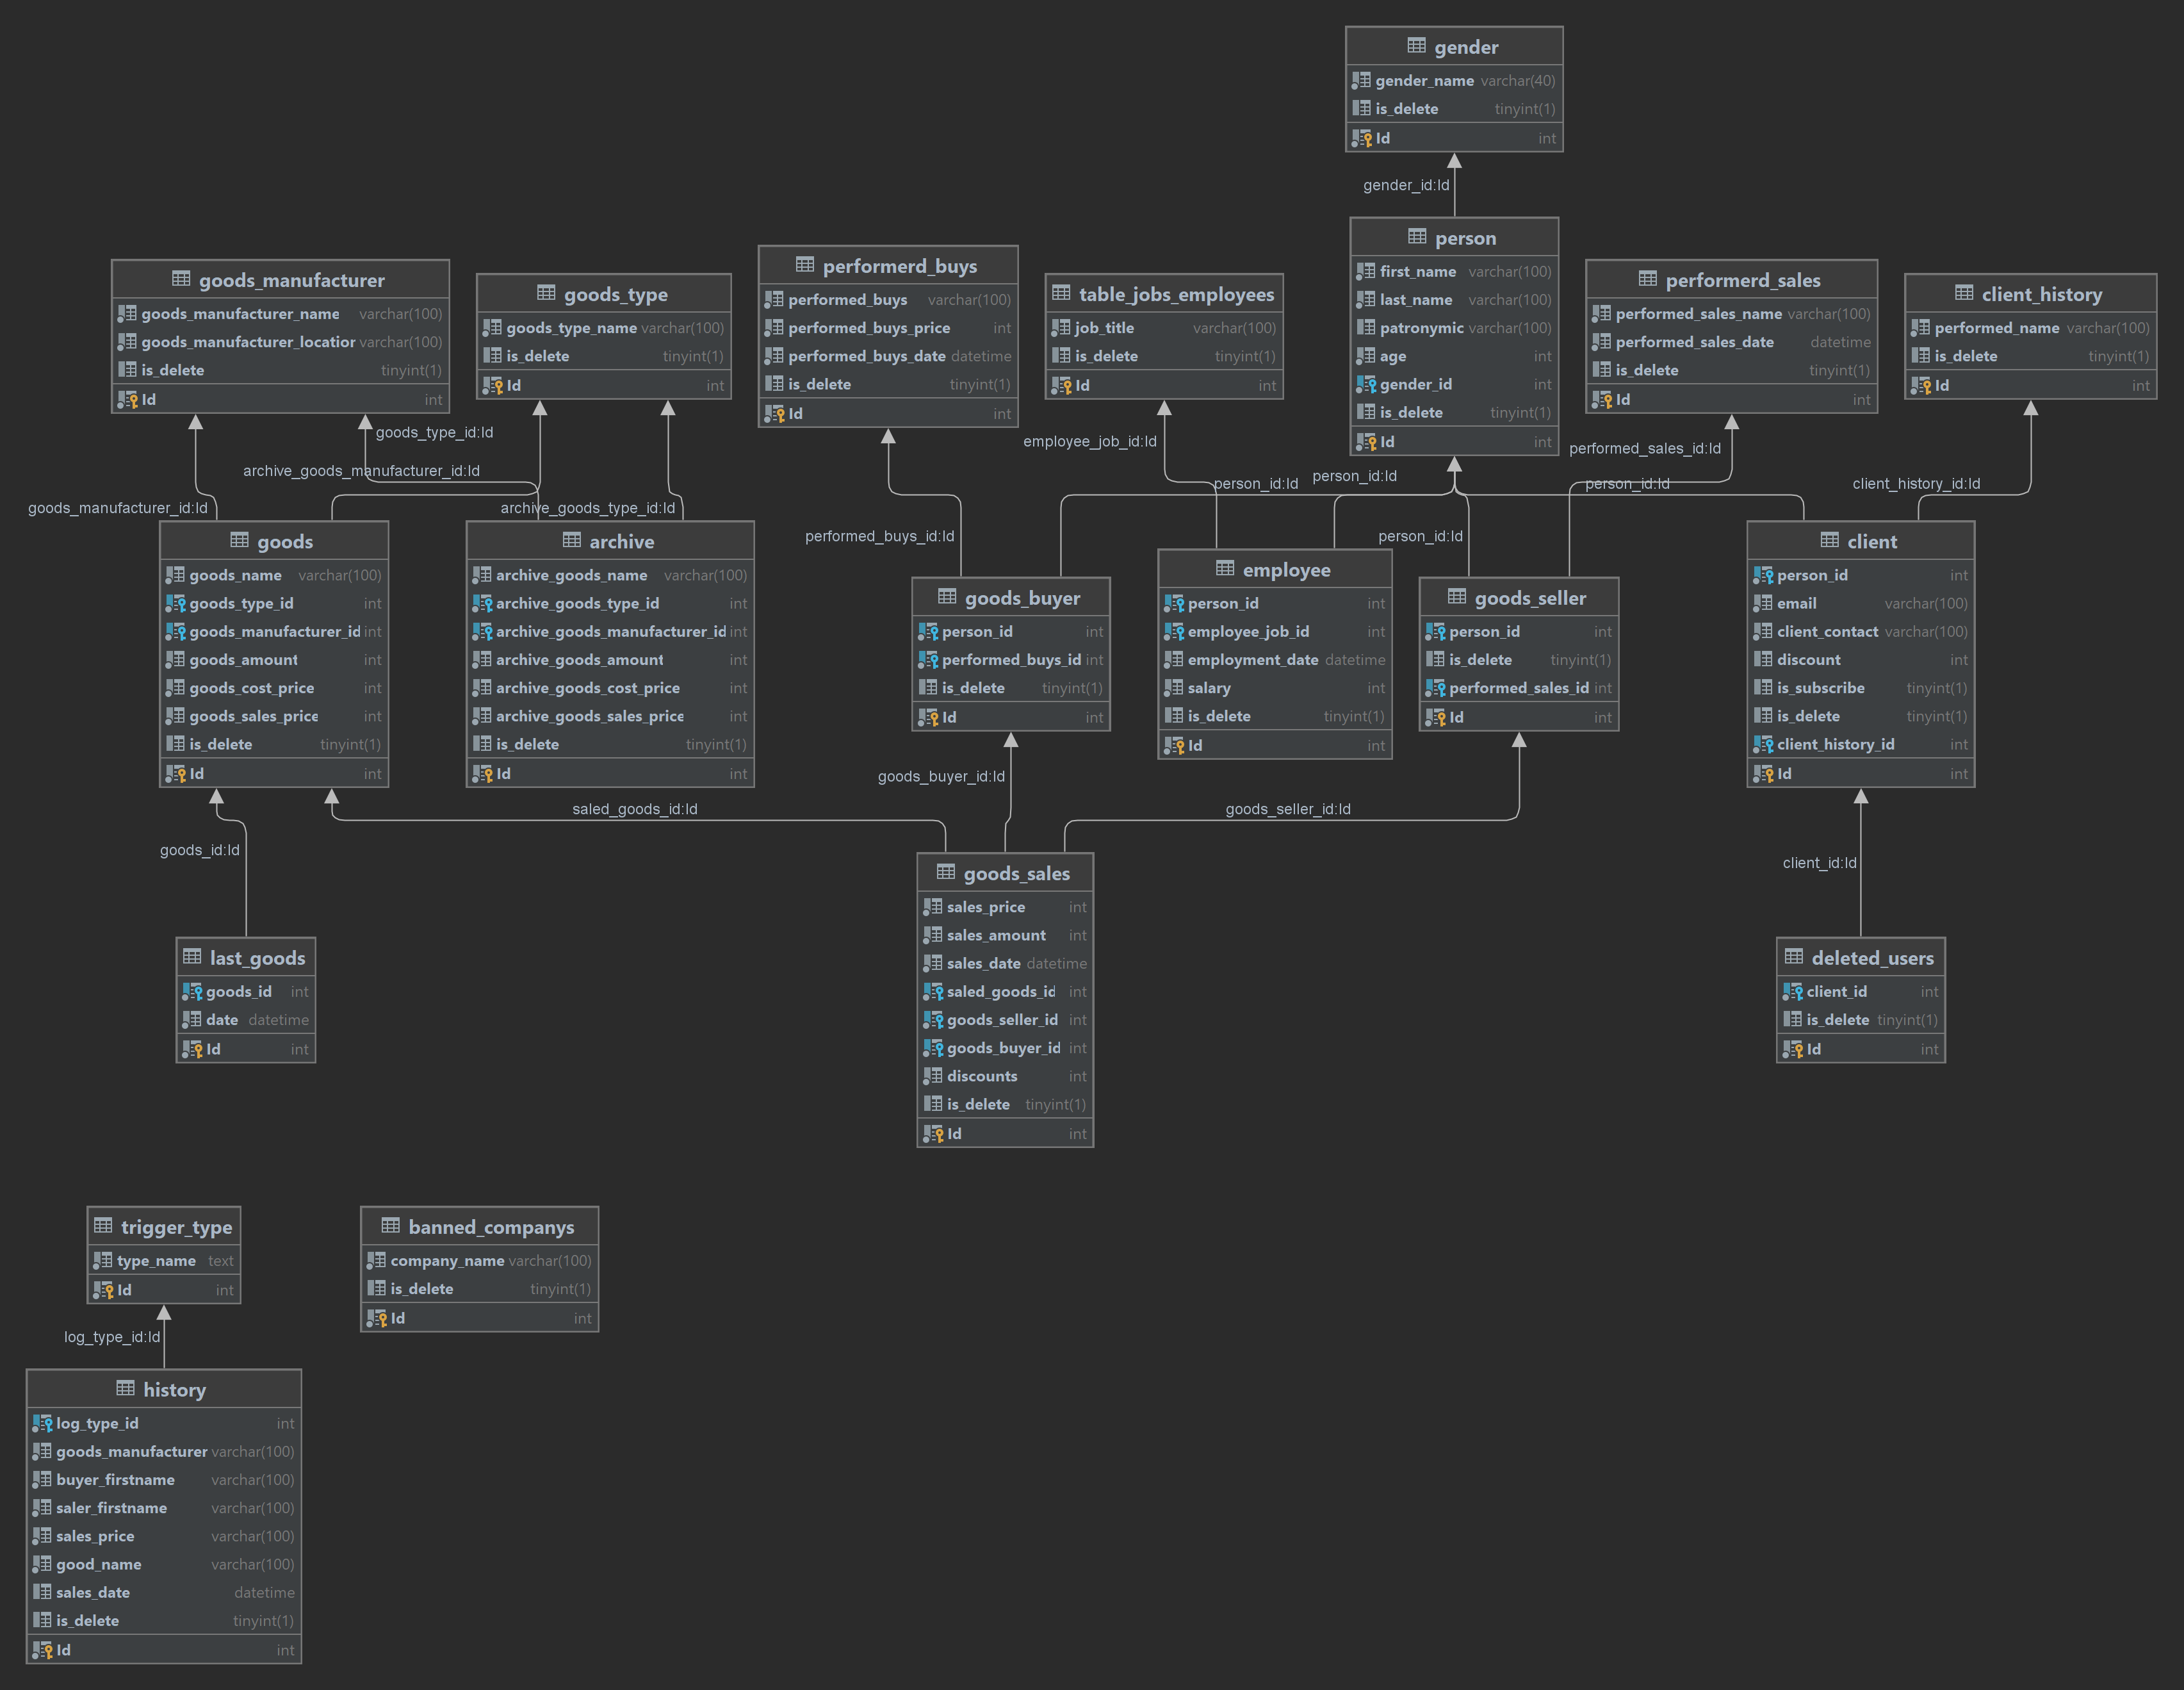 gender
gender_name varchar(40)
is_delete tinyint(1)
Id int
gender_id:Id
person
first_name varchar(100)
last_name varchar(100)
patronymic varchar(100)
age int
gender_id int
is_delete tinyint(1)
Id int
goods_manufacturer
goods_manufacturer_name varchar(100)
goods_manufacturer_location varchar(100)
is_delete tinyint(1)
Id int
goods_type
goods_type_name varchar(100)
is_delete tinyint(1)
Id int
performerd_buys
performed_buys varchar(100)
performed_buys_price int
performed_buys_date datetime
is_delete tinyint(1)
Id int
table_jobs_employees
job_title varchar(100)
is_delete tinyint(1)
Id int
performerd_sales
performed_sales_name varchar(100)
performed_sales_date datetime
is_delete tinyint(1)
Id int
client_history
performed_name varchar(100)
is_delete tinyint(1)
Id int
goods_type_id:Id
archive_goods_manufacturer_id:Id
goods_manufacturer_id:Id
archive_goods_type_id:Id
employee_job_id:Id
performed_buys_id:Id
person_id:Id
person_id:Id
person_id:Id
person_id:Id
performed_sales_id:Id
client_history_id:Id
goods
goods_name varchar(100)
goods_type_id int
goods_manufacturer_id int
goods_amount int
goods_cost_price int
goods_sales_price int
is_delete tinyint(1)
Id int
archive
archive_goods_name varchar(100)
archive_goods_type_id int
archive_goods_manufacturer_id int
archive_goods_amount int
archive_goods_cost_price int
archive_goods_sales_price int
is_delete tinyint(1)
Id int
goods_buyer
person_id int
performed_buys_id int
is_delete tinyint(1)
Id int
employee
person_id int
employee_job_id int
employment_date datetime
salary int
is_delete tinyint(1)
Id int
goods_seller
person_id int
is_delete tinyint(1)
performed_sales_id int
Id int
client
person_id int
email varchar(100)
client_contact varchar(100)
discount int
is_subscribe tinyint(1)
is_delete tinyint(1)
client_history_id int
Id int
goods_id:Id
saled_goods_id:Id
goods_buyer_id:Id
goods_seller_id:Id
client_id:Id
last_goods
goods_id int
date datetime
Id int
goods_sales
sales_price int
sales_amount int
sales_date datetime
saled_goods_id int
goods_seller_id int
goods_buyer_id int
discounts int
is_delete tinyint(1)
Id int
deleted_users
client_id int
is_delete tinyint(1)
Id int
trigger_type
type_name text
Id int
banned_companys
company_name varchar(100)
is_delete tinyint(1)
Id int
log_type_id:Id
history
log_type_id int
goods_manufacturer varchar(100)
buyer_firstname varchar(100)
saler_firstname varchar(100)
sales_price varchar(100)
good_name varchar(100)
sales_date datetime
is_delete tinyint(1)
Id int